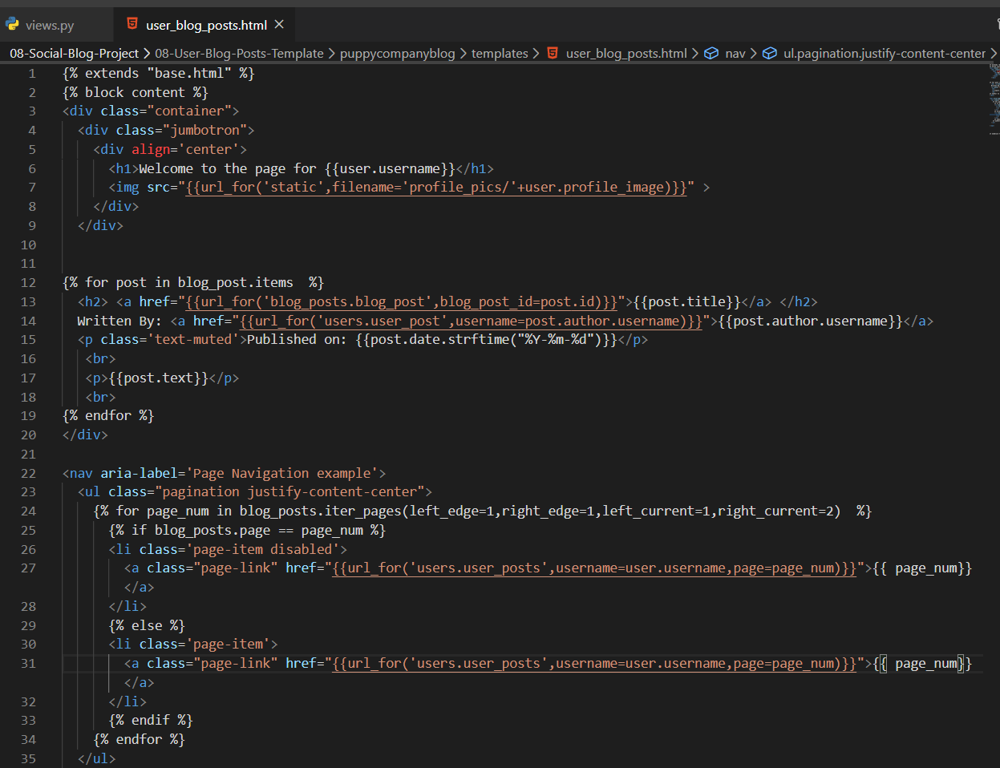 views.py user_blog_posts.html
08-Social-Blog-Project > 08-User-Blog-Posts-Template > puppycompanyblog > templates > user_blog_posts.html > nav > ul.pagination.justify-content-center >
1 {% extends "base.html" %}
2 {% block content %}
3 <div class="container">
4 <div class="jumbotron">
5 <div align='center'>
6 <h1>Welcome to the page for {{user.username}}</h1>
7 <img src="{{url_for('static',filename='profile_pics/'+user.profile_image)}}" >
8 </div>
9 </div>
10
11
12 {% for post in blog_post.items  %}
13 <h2> <a href="{{url_for('blog_posts.blog_post',blog_post_id=post.id)}}">{{post.title}}</a> </h2>
14 Written By: <a href="{{url_for('users.user_post',username=post.author.username)}}">{{post.author.username}}</a>
15 <p class='text-muted'>Published on: {{post.date.strftime("%Y-%m-%d")}}</p>
16 <br>
17 <p>{{post.text}}</p>
18 <br>
19 {% endfor %}
20 </div>
21
22 <nav aria-label='Page Navigation example'>
23 <ul class="pagination justify-content-center">
24 {% for page_num in blog_posts.iter_pages(left_edge=1,right_edge=1,left_current=1,right_current=2)  %}
25 {% if blog_posts.page == page_num %}
26 <li class='page-item disabled'>
27 <a class="page-link" href="{{url_for('users.user_posts',username=user.username,page=page_num)}}">{{ page_num}}
</a>
28 </li>
29 {% else %}
30 <li class='page-item'>
31 <a class="page-link" href="{{url_for('users.user_posts',username=user.username,page=page_num)}}">{{ page_num}}
</a>
32 </li>
33 {% endif %}
34 {% endfor %}
35 </ul>